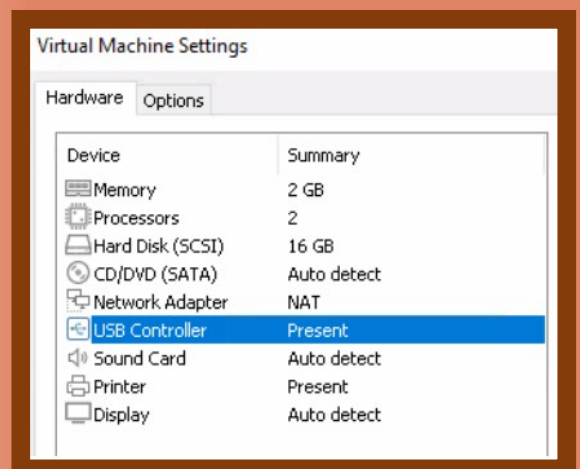 Virtual Machine Settings
Hardware Options
Device Summary
Memory 2 GB
Processors 2
Hard Disk (SCSI) 16 GB
CD/DVD (SATA) Auto detect
Network Adapter NAT
USB Controller Present
Sound Card Auto detect
Printer Present
Display Auto detect